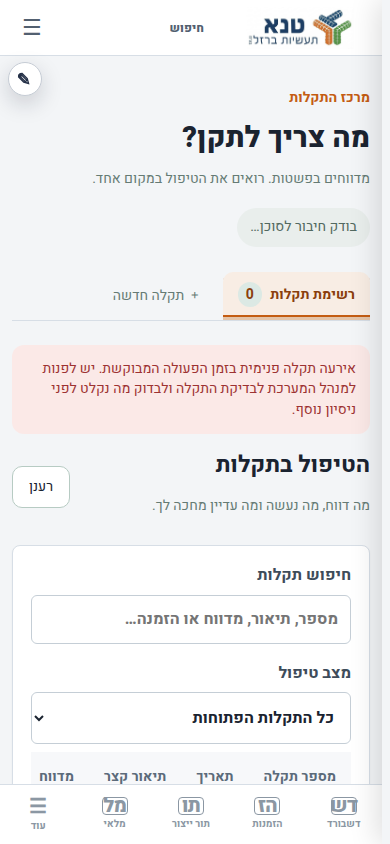 טנא
תעשיות ברזל
חיפוש
מרכז התקלות
מה צריך לתקן?
מדווחים בפשטות. רואים את הטיפול במקום אחד.
בודק חיבור לסוכן...
רשימת תקלות 0
+ תקלה חדשה
אירעה תקלה פנימית בזמן הפעולה המבוקשת. יש לפנות
למנהל המערכת לבדיקת התקלה ולבדוק מה נקלט לפני
ניסיון נוסף.
הטיפול בתקלות
רענן
מה דווח, מה נעשה ומה עדיין מחכה לך.
חיפוש תקלות
מספר, תיאור, מדווח או הזמנה...
מצב טיפול
כל התקלות הפתוחות
מספר תקלה תאריך תיאור קצר מדווח
דש הז תו מל
דשבורד הזמנות תור ייצור מלאי עוד